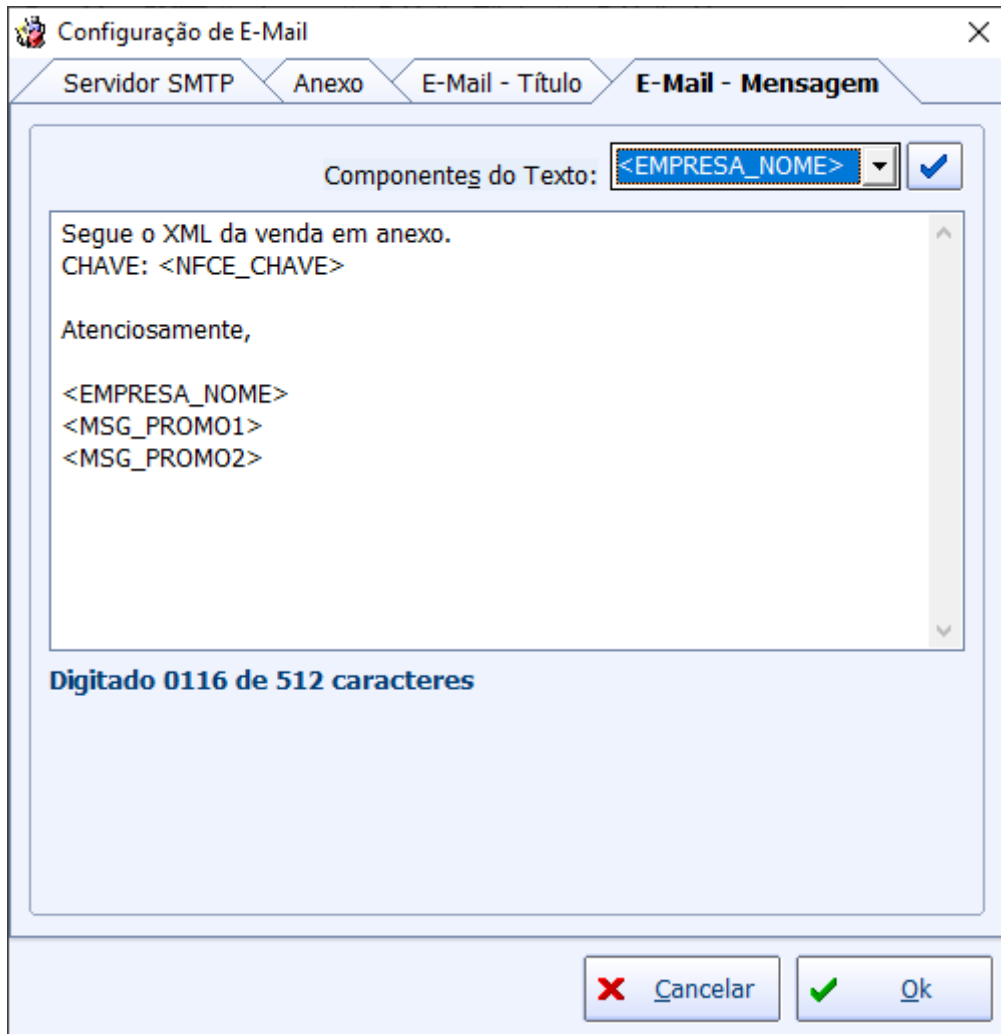 Configuração de E-Mail
Servidor SMTP Anexo E-Mail - Título E-Mail - Mensagem
Componentes do Texto: <EMPRESA_NOME>
Segue o XML da venda em anexo.
CHAVE: <NFCE_CHAVE>
Atenciosamente,
<EMPRESA_NOME>
<MSG_PROMO1>
<MSG_PROMO2>
Digitado 0116 de 512 caracteres
Cancelar Ok